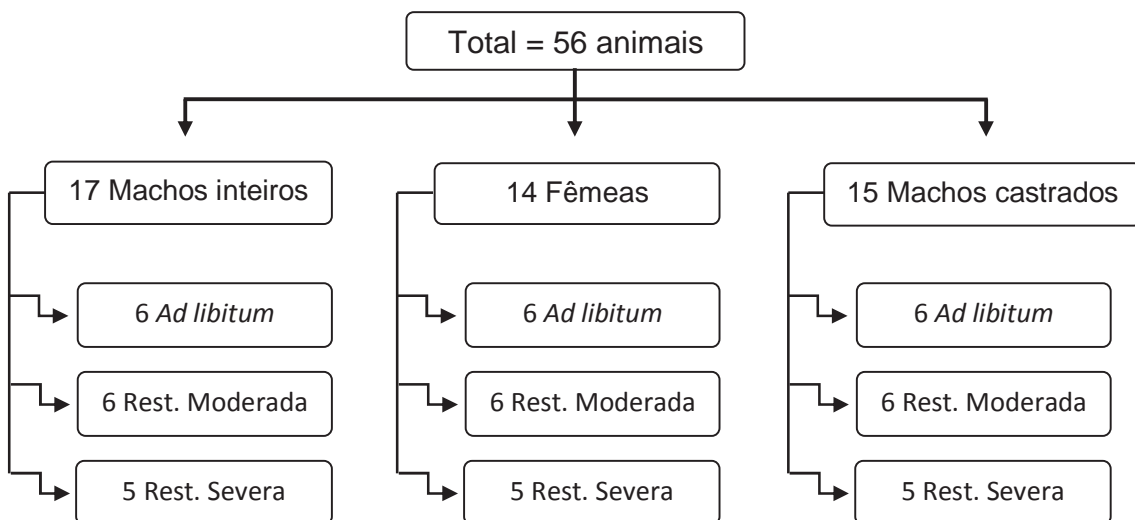 Total = 56 animais
17 Machos inteiros
14 Fêmeas
15 Machos castrados
6 Ad libitum
6 Ad libitum
6 Ad libitum
6 Rest. Moderada
6 Rest. Moderada
6 Rest. Moderada
5 Rest. Severa
5 Rest. Severa
5 Rest. Severa